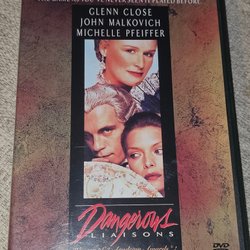 THE GAME AS YOU'VE NEVER SEEN IT PLAYED BEFORE.
GLENN CLOSE
JOHN MALKOVICH
MICHELLE PFEIFFER
Dangerous
LIAISONS
DVD